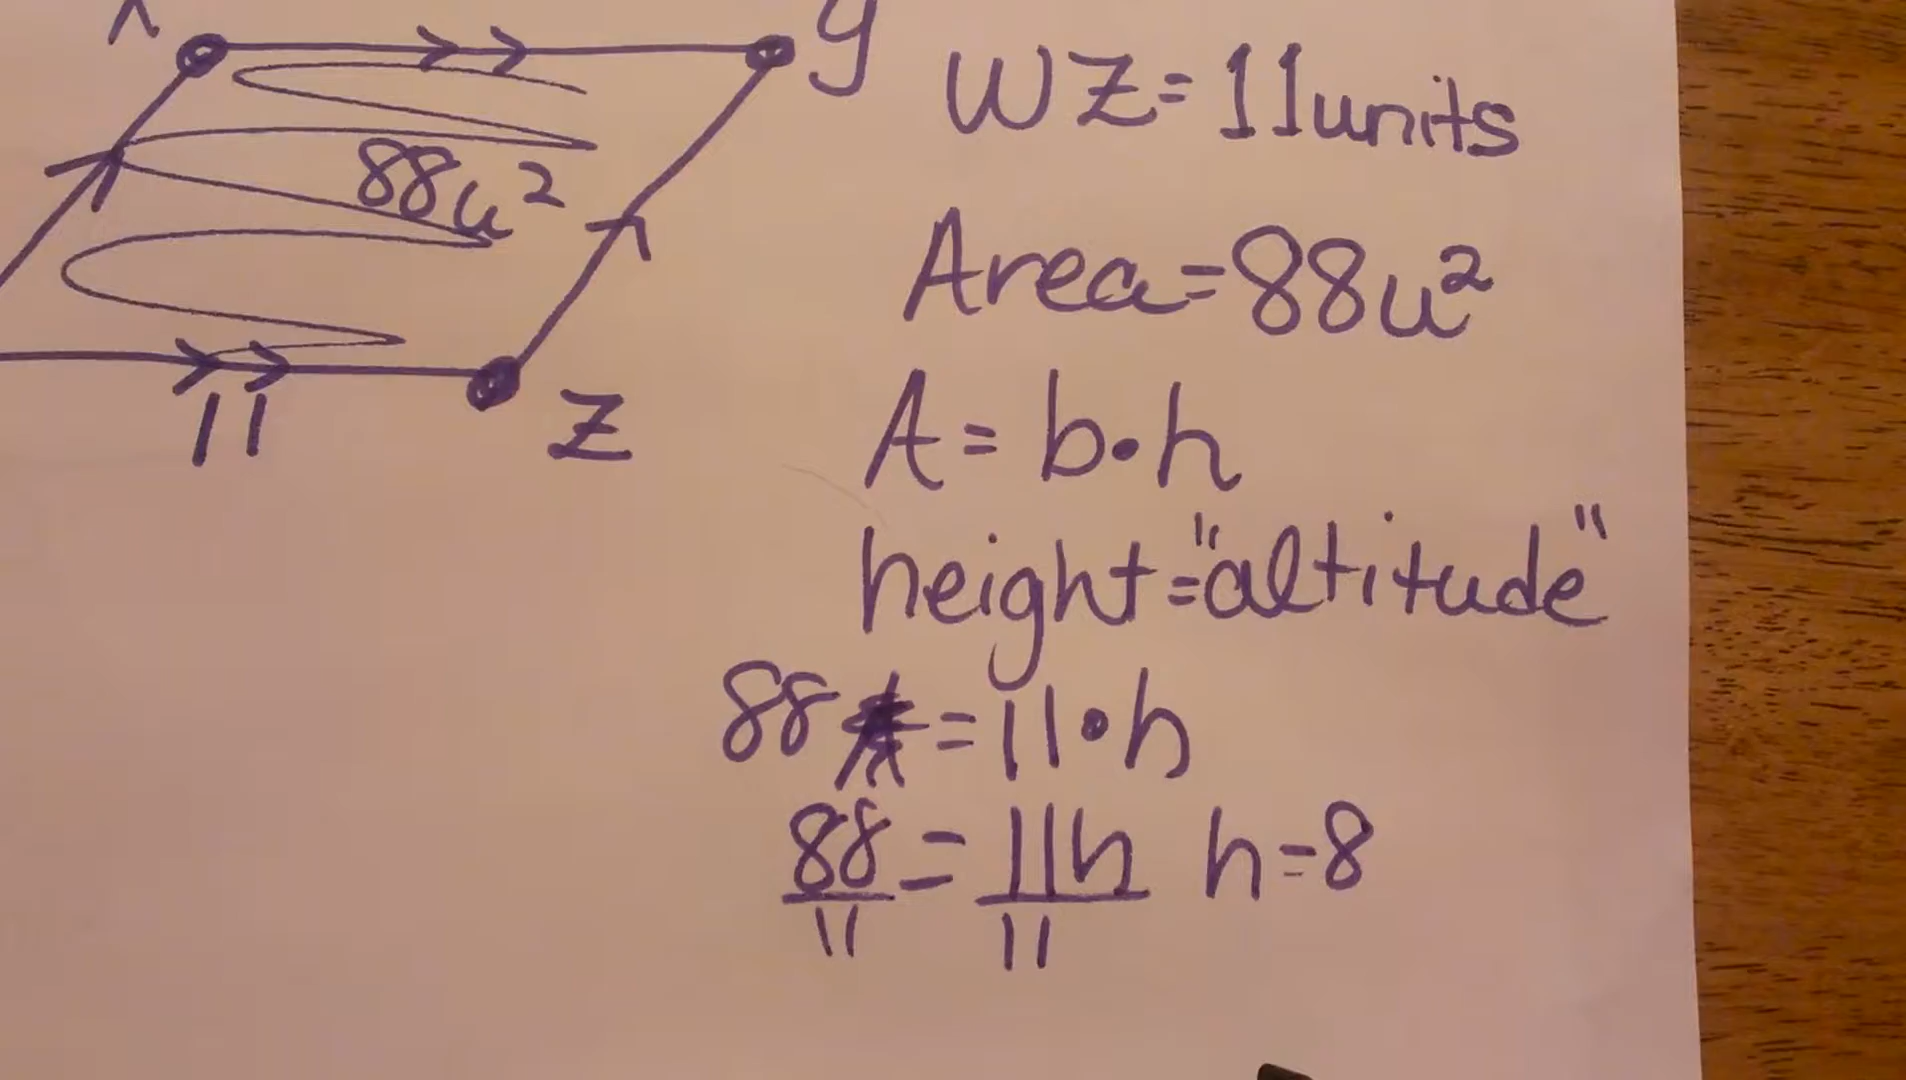 y
88u²
11
Z
WZ=11units
Area=88u²
A=b•h
height="altitude"
88 =11•h
88/11=11h/11 h=8